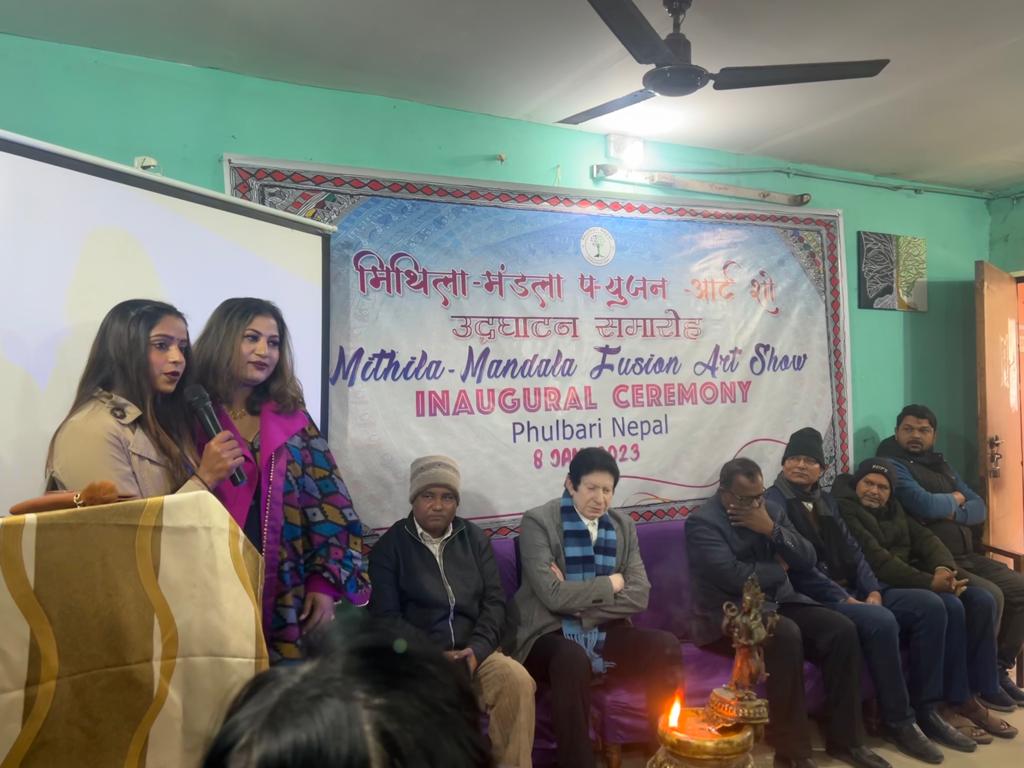 मिथिला-मंडला फ्युजन -आर्ट शो
उद्घाटन समारोह
Mithila-Mandala Fusion Art Show
INAUGURAL CEREMONY
Phulbari Nepal
8 JAN 2023